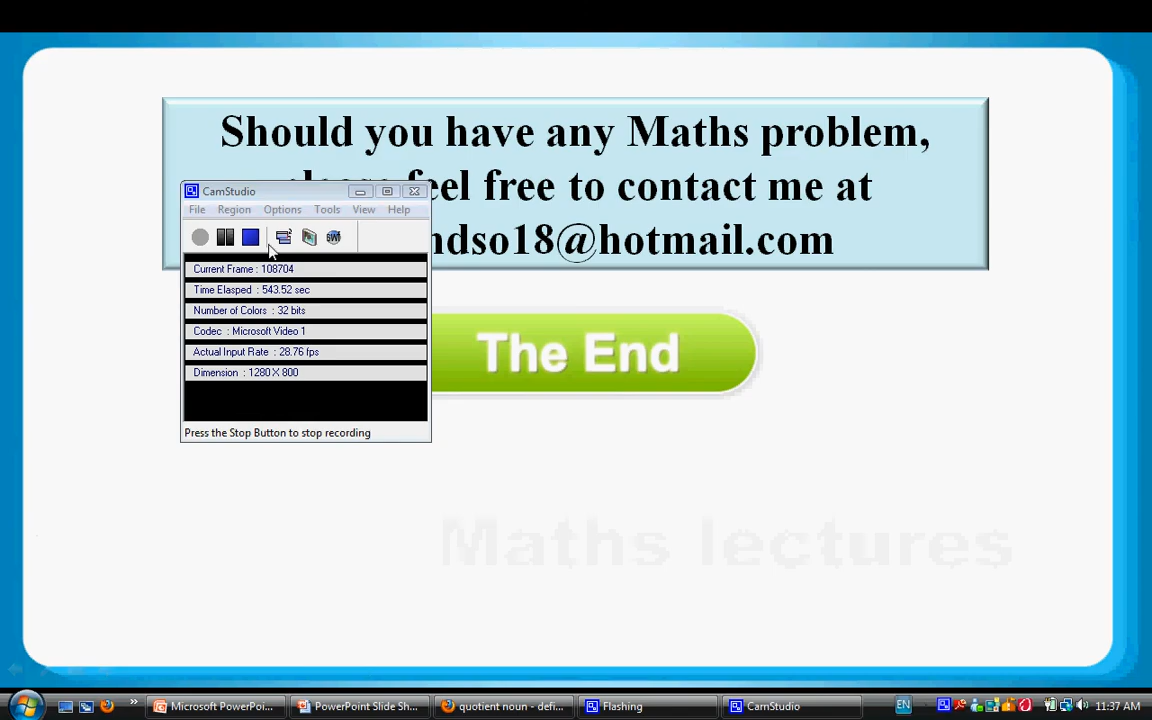 Should you have any Maths problem,
feel free to contact me at
ndso18@hotmail.com
CamStudio
File Region Options Tools View Help
Current Frame : 108704
Time Elasped : 543.52 sec
Number of Colors : 32 bits
Codec : Microsoft Video 1
Actual Input Rate : 28.76 fps
Dimension : 1280 X 800
Press the Stop Button to stop recording
The End
Maths lectures
Microsoft PowerPoi... PowerPoint Slide Sh... quotient noun - defi... Flashing CamStudio EN 11:37 AM